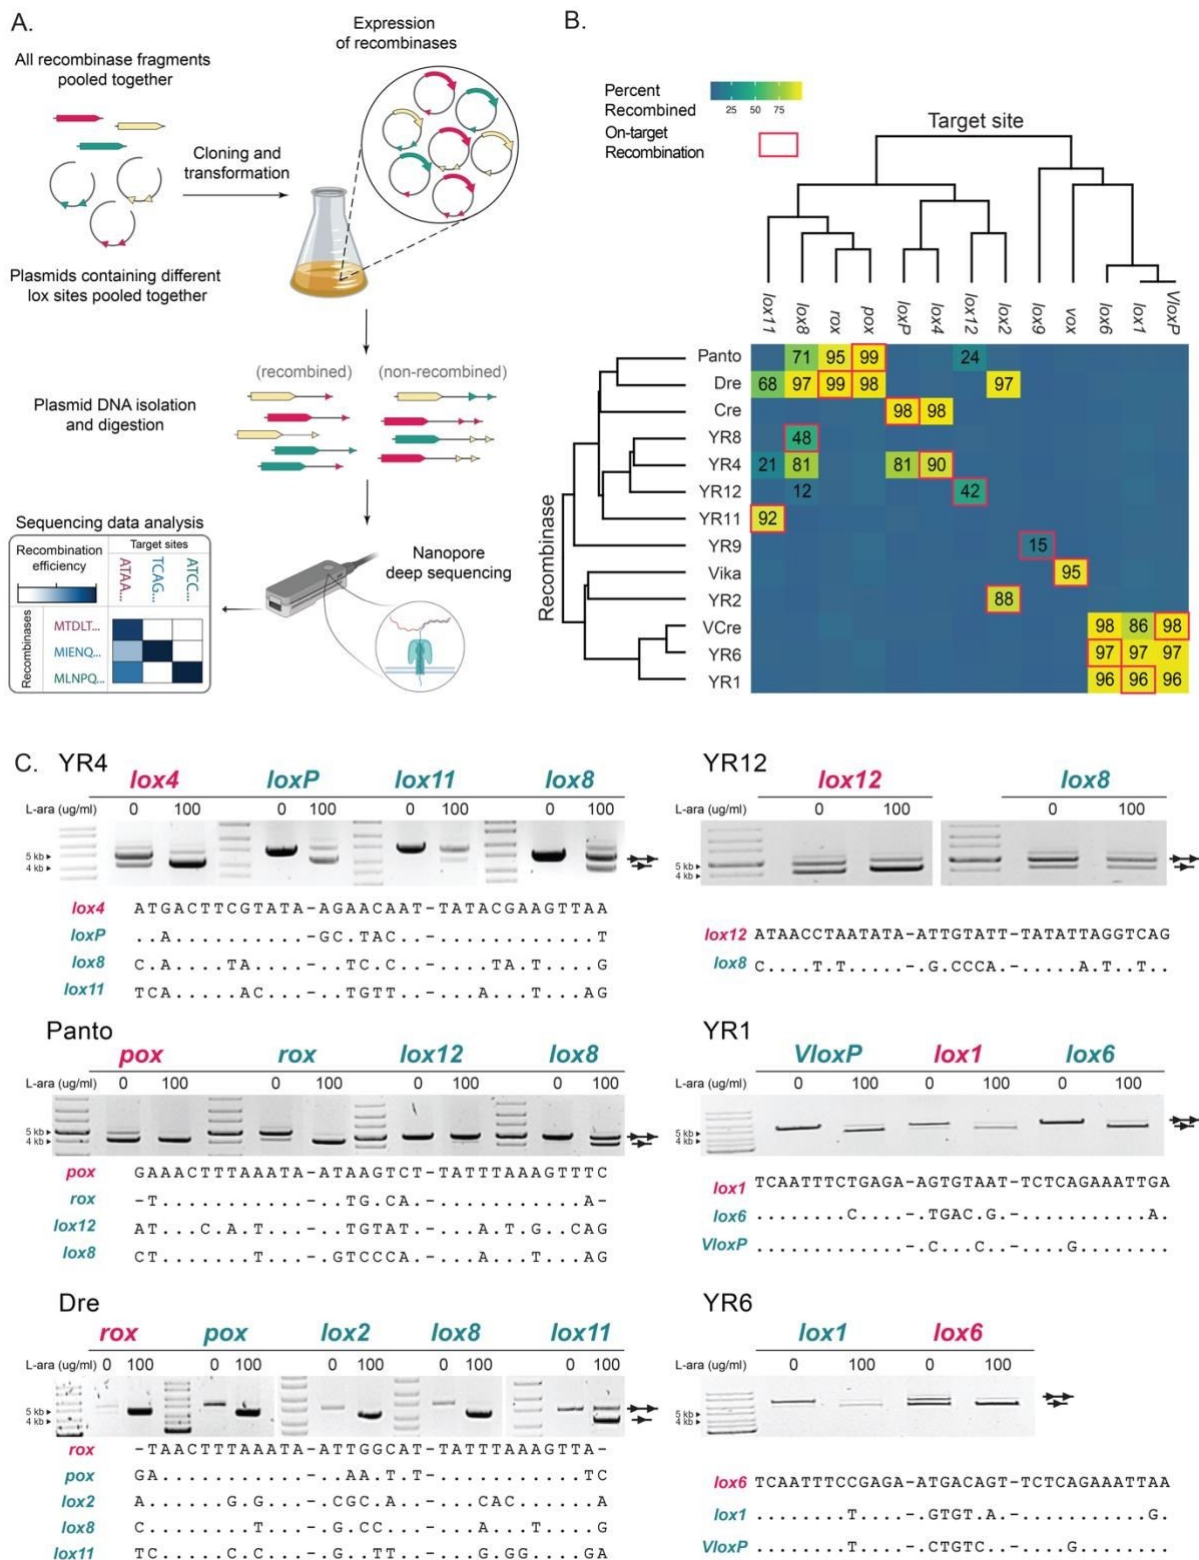 A.
All recombinase fragments
pooled together
Cloning and
transformation
Expression
of recombinases
Plasmids containing different
lox sites pooled together
(recombined)
(non-recombined)
Plasmid DNA isolation
and digestion
Sequencing data analysis
Recombination
efficiency
Target sites
ATAA...
TCAG...
ATCC...
Recombinases
MTDLT...
MIENQ...
MLNPQ...
Nanopore
deep sequencing
B.
Percent
Recombined
25 50 75
On-target
Recombination
Target site
lox11 lox8 rox pox loxP lox4 lox12 lox2 lox9 vox lox6 lox1 VloxP
Recombinase
Panto 71 95 99 24
Dre 68 97 99 98 97
Cre 98 98
YR8 48
YR4 21 81 81 90
YR12 12 42
YR11 92
YR9 15
Vika 95
YR2 88
VCre 98 86 98
YR6 97 97 97
YR1 96 96 96
C.
YR4
lox4 loxP lox11 lox8
L-ara (ug/ml) 0 100 0 100 0 100 0 100
5 kb
4 kb
lox4 ATGACTTCGTATA-AGAACAAT-TATACGAAGTTAA
loxP ..A..........-GC.TAC..-............T
lox8 C.A....TA....-..TC.C..-....TA.T....G
lox11 TCA.....AC...-..TGTT..-...A...T...AG
YR12
lox12 lox8
0 100 0 100
5 kb
4 kb
lox12 ATAACCTAATATA-ATTGTATT-TATATTAGGTCAG
lox8 C....T.T.....-G.CCCA.-.....A.T..T..
Panto
pox rox lox12 lox8
L-ara (ug/ml) 0 100 0 100 0 100 0 100
5 kb
4 kb
pox GAAACTTTAAATA-ATAAGTCT-TATTTAAAGTTTC
rox -T...........-..TG.CA.-...........A-
lox12 AT...C.A.T...-..TGTAT.-...A.T.G..CAG
lox8 CT.......T...-.GTCCCA.-...A...T...AG
YR1
VloxP lox1 lox6
L-ara (ug/ml) 0 100 0 100 0 100
5 kb
4 kb
lox1 TCAATTTCTGAGA-AGTGTAAT-TCTCAGAAATTGA
lox6 ........C....-.TGAC.G.-...........A.
VloxP .............-.C...C..-....G........
Dre
rox pox lox2 lox8 lox11
L-ara (ug/ml) 0 100 0 100 0 100 0 100 0 100
5 kb
4 kb
rox -TAACTTTAAATA-ATTGGCAT-TATTTAAAGTTA-
pox GA...........-..AA.T.T-...........TC
lox2 A.....G.G....-.CGC.A..-....CAC.....A
lox8 C........T...-.G.CC...-...A...T....G
lox11 TC.....C.C...-.G..TT..-...G.GG....GA
YR6
lox1 lox6
L-ara (ug/ml) 0 100 0 100
5 kb
4 kb
lox6 TCAATTTCCGAGA-ATGACAGT-TCTCAGAAATTAA
lox1 ........T....-.GTGT.A.-...........G.
VloxP ........T....-.CTGTC..-....G........